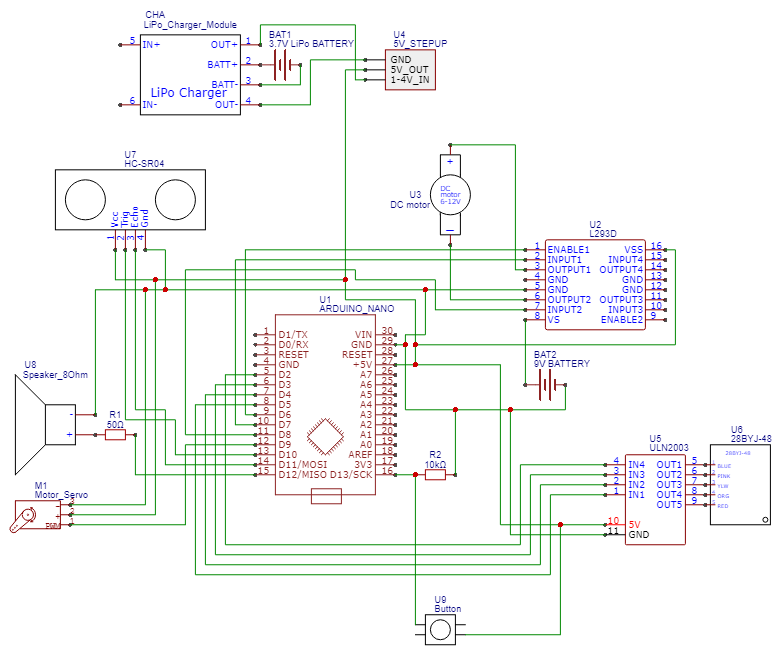 CHA
LiPo_Charger_Module
5 IN+ OUT+ 1
BATT+ 2
BATT- 3
6 IN- OUT- 4
LiPo Charger
BAT1
3.7V LiPo BATTERY
U4
5V_STEPUP
GND
5V_OUT
1-4V_IN
U7
HC-SR04
Vcc Trig Echo Gnd
1 2 3 4
U3
DC motor
+
DC
motor
6-12V
U2
L293D
1 ENABLE1 VSS 16
2 INPUT1 INPUT4 15
3 OUTPUT1 OUTPUT4 14
4 GND GND 13
5 GND GND 12
6 OUTPUT2 OUTPUT3 11
7 INPUT2 INPUT3 10
8 VS ENABLE2 9
U1
ARDUINO_NANO
1 D1/TX VIN 30
2 D0/RX GND 29
3 RESET RESET 28
4 GND +5V 27
5 D2 A7 26
6 D3 A6 25
7 D4 A5 24
8 D5 A4 23
9 D6 A3 22
10 D7 A2 21
11 D8 A1 20
12 D9 A0 19
13 D10 AREF 18
14 D11/MOSI 3V3 17
15 D12/MISO D13/SCK 16
BAT2
9V BATTERY
U8
Speaker_8Ohm
-
+
R1
50Ω
R2
10kΩ
M1
Motor_Servo
- 3
+ 2
PWM 1
U5
ULN2003
4 IN4 OUT1 5
3 IN3 OUT2 6
2 IN2 OUT3 7
1 IN1 OUT4 8
OUT5 9
10 5V
11 GND
U6
28BYJ-48
28BYJ-48
BLUE
PINK
YLW
ORG
RED
U9
Button